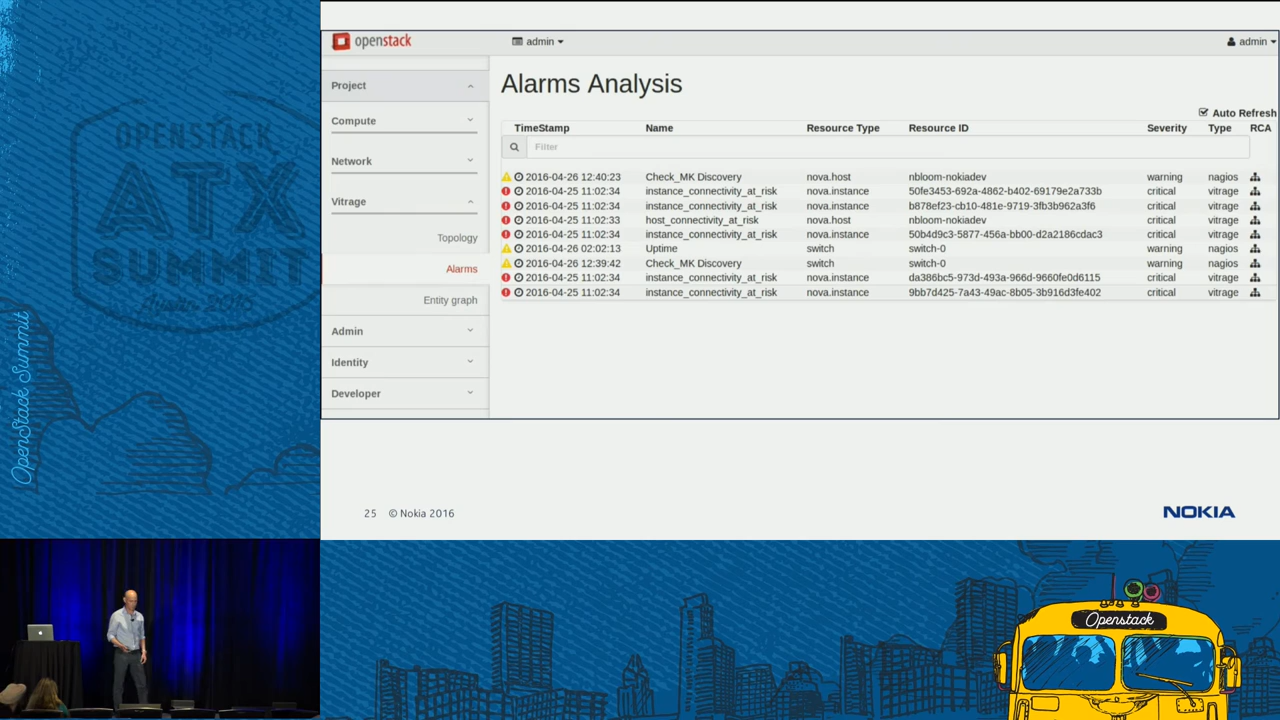 OPENSTACK
ATX
SUMMIT
OpenStack Summit
openstack
admin
admin
Project
Compute
Network
Vitrage
Topology
Alarms
Entity graph
Admin
Identity
Developer
Alarms Analysis
Auto Refresh
TimeStamp Name Resource Type Resource ID Severity Type RCA
Filter
2016-04-26 12:40:23 Check_MK Discovery nova.host nbloom-nokiadev warning nagios
2016-04-25 11:02:34 instance_connectivity_at_risk nova.instance 50fe3453-692a-4862-b402-69179e2a733b critical vitrage
2016-04-25 11:02:34 instance_connectivity_at_risk nova.instance b878ef23-cb10-481e-9719-3fb3b962a3f6 critical vitrage
2016-04-25 11:02:33 host_connectivity_at_risk nova.host nbloom-nokiadev critical vitrage
2016-04-25 11:02:34 instance_connectivity_at_risk nova.instance 50b4d9c3-5877-456a-bb00-d2a2186cdac3 critical vitrage
2016-04-26 02:02:13 Uptime switch switch-0 warning nagios
2016-04-26 12:39:42 Check_MK Discovery switch switch-0 warning nagios
2016-04-25 11:02:34 instance_connectivity_at_risk nova.instance da386bc5-973d-493a-966d-9660fe0d6115 critical vitrage
2016-04-25 11:02:34 instance_connectivity_at_risk nova.instance 9bb7d425-7a43-49ac-8b05-3b916d3fe402 critical vitrage
25 © Nokia 2016
NOKIA
Openstack